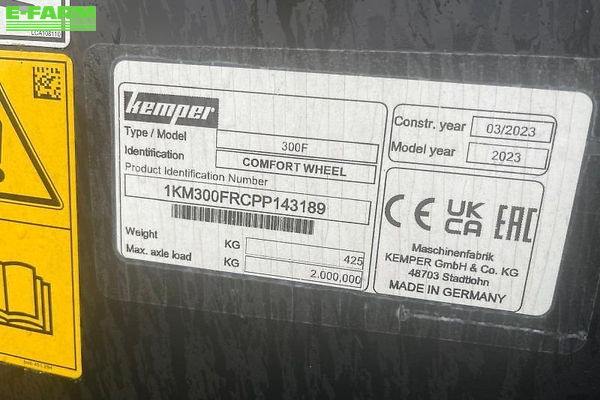 E-FARM
LCA108110
kemper
Type / Model 300F
Identification COMFORT WHEEL
Product Identification Number
1KM300FRCPP143189
Weight KG 425
Max. axle load KG 2.000,000
Constr. year 03/2023
Model year 2023
CE UK CA EAC
Maschinenfabrik
KEMPER GmbH & Co. KG
48703 Stadtlohn
MADE IN GERMANY